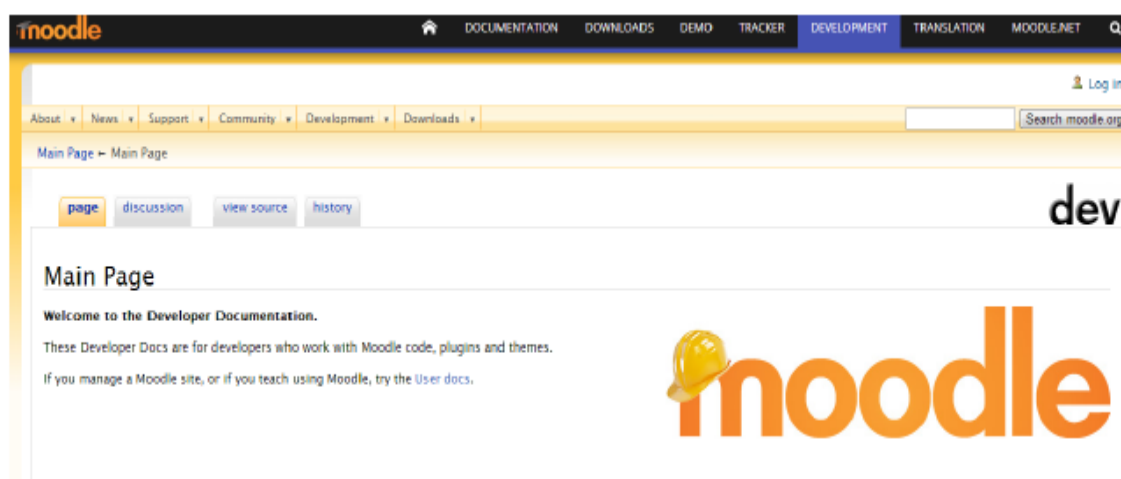 moodle
DOCUMENTATION DOWNLOADS DEMO TRACKER DEVELOPMENT TRANSLATION MOODLE.NET
Log in
About News Support Community Development Downloads
Search moodle.org
Main Page ► Main Page
page discussion view source history
dev
Main Page
Welcome to the Developer Documentation.
These Developer Docs are for developers who work with Moodle code, plugins and themes.
If you manage a Moodle site, or if you teach using Moodle, try the User docs.
moodle